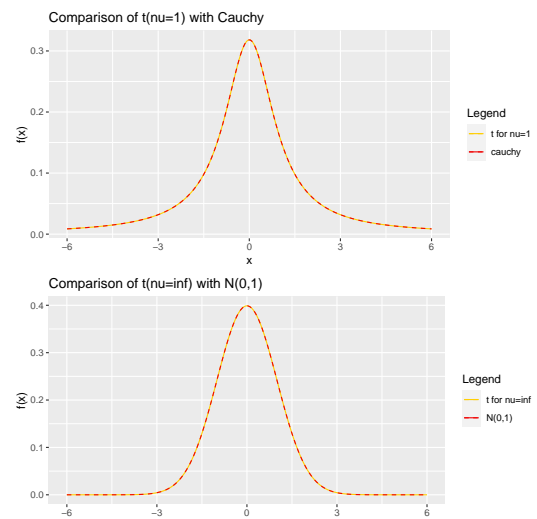 Comparison of t(nu=1) with Cauchy
f(x)
0.3
0.2
0.1
0.0
−6
−3
0
3
6
x
Legend
t for nu=1
cauchy
Comparison of t(nu=inf) with N(0,1)
f(x)
0.4
0.3
0.2
0.1
0.0
−6
−3
0
3
6
Legend
t for nu=inf
N(0,1)